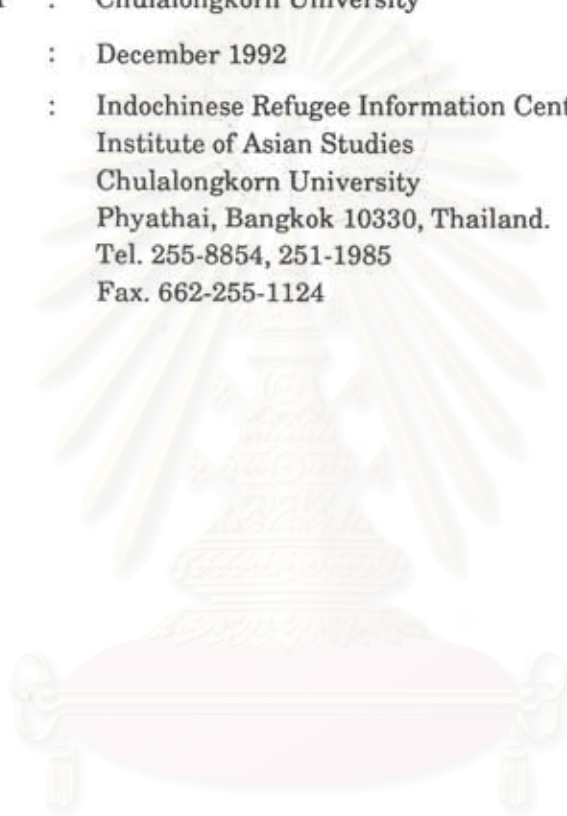 : Chulalongkorn University
: December 1992
: Indochinese Refugee Information
Institute of Asian Studies
Chulalongkorn University
Phyathai, Bangkok 10330, Thailand.
Tel. 255-8854, 251-1985
Fax. 662-255-1124